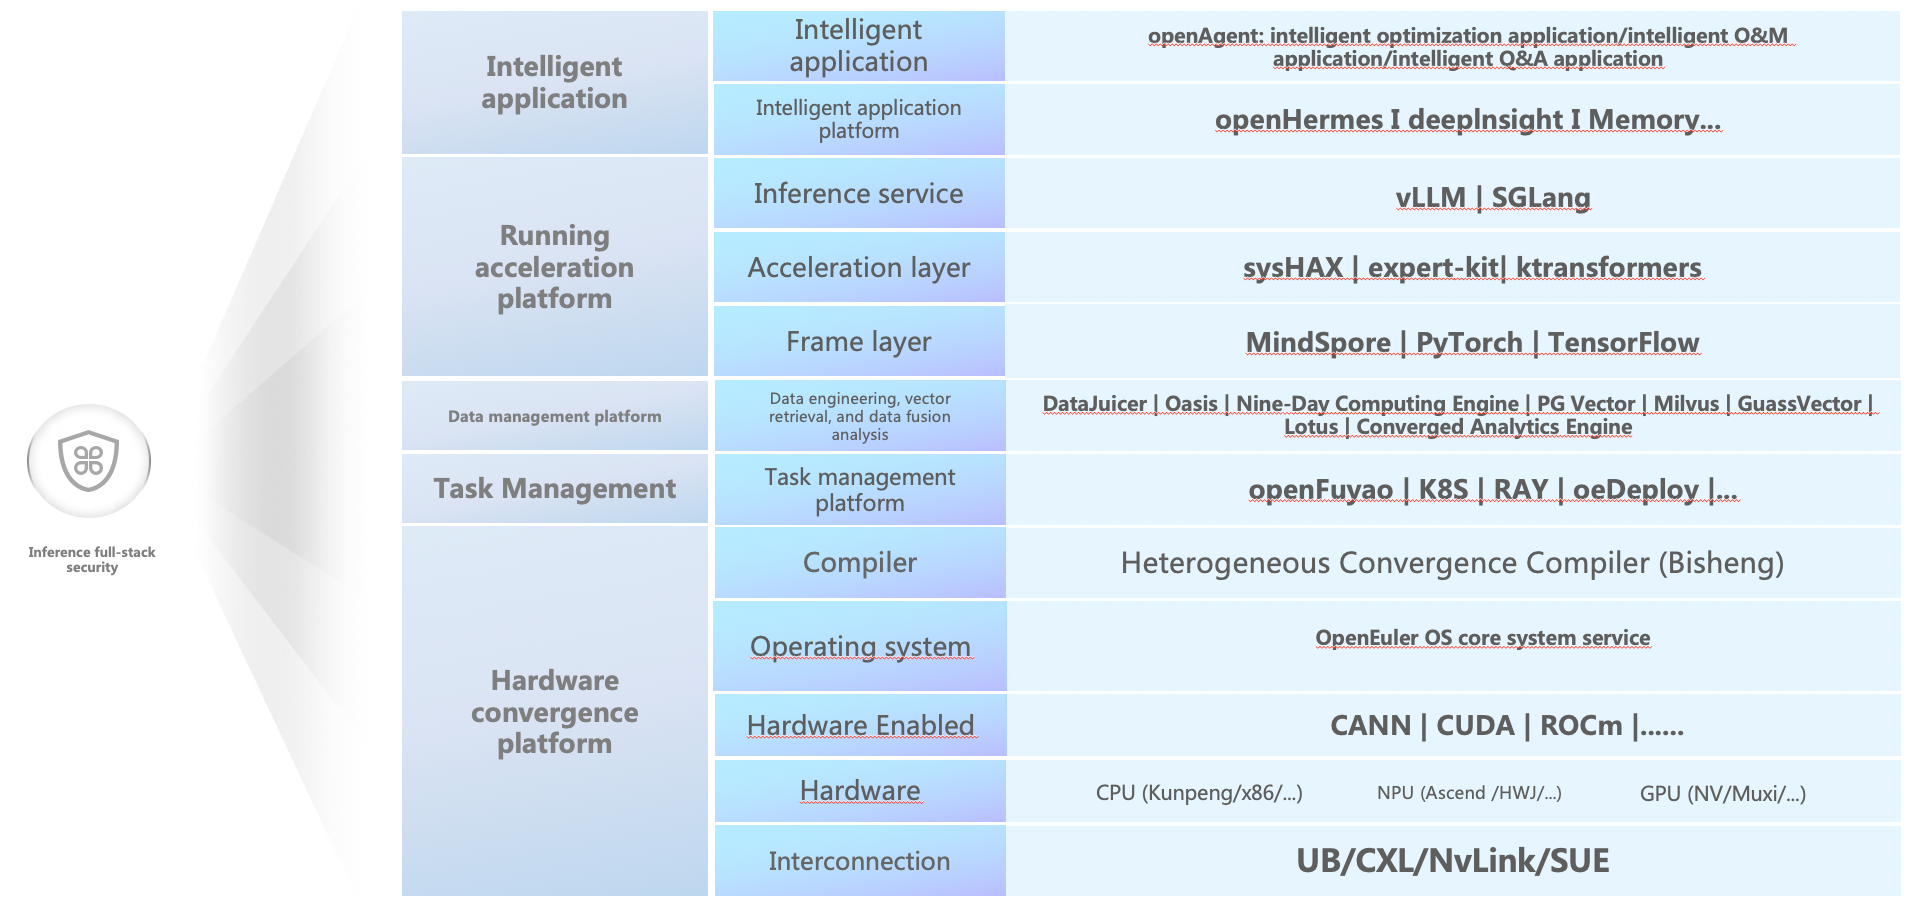 Intelligent
application
Intelligent
application
openAgent: intelligent optimization application/intelligent O&M
application/intelligent Q&A application
Intelligent application
platform
openHermes I deepInsight I Memory...
Running
acceleration
platform
Inference service
vLLM | SGLang
Acceleration layer
sysHAX | expert-kit| ktransformers
Frame layer
MindSpore | PyTorch | TensorFlow
Data management platform
Data engineering, vector
retrieval, and data fusion
analysis
DataJuicer | Oasis | Nine-Day Computing Engine | PG Vector | Milvus | GuassVector |
Lotus | Converged Analytics Engine
Task Management
Task management
platform
openFuyao | K8S | RAY | oeDeploy |...
Inference full-stack
security
Hardware
convergence
platform
Compiler
Heterogeneous Convergence Compiler (Bisheng)
Operating system
OpenEuler OS core system service
Hardware Enabled
CANN | CUDA | ROCm |......
Hardware
CPU (Kunpeng/x86/...)
NPU (Ascend /HWJ/...)
GPU (NV/Muxi/...)
Interconnection
UB/CXL/NvLink/SUE